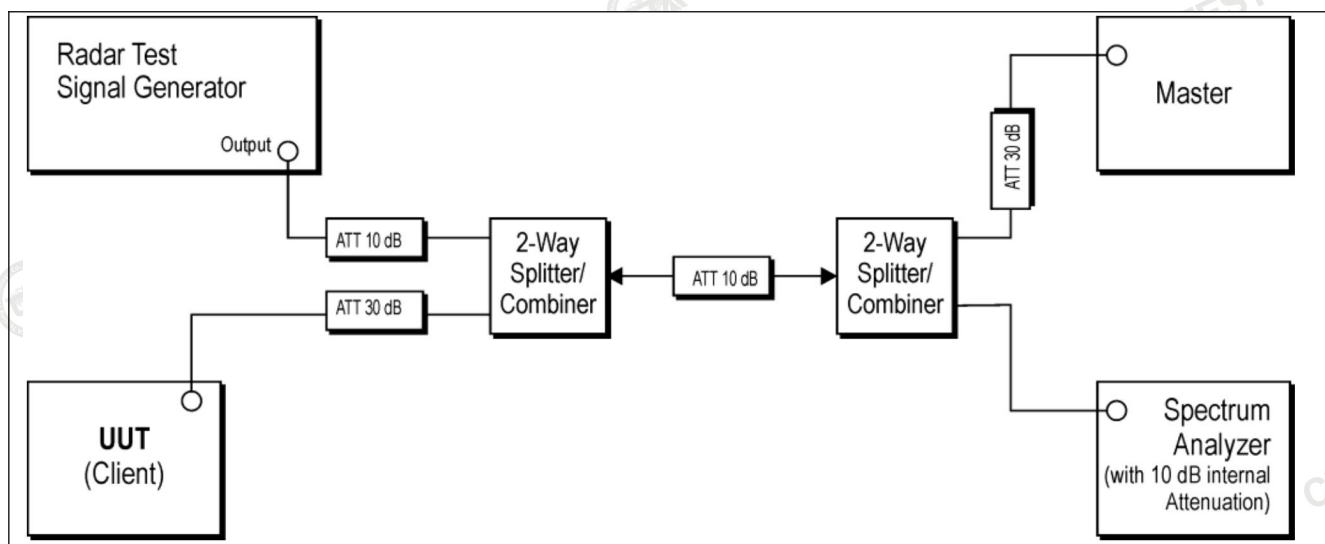 Radar Test
Signal Generator
Output
ATT 10 dB
ATT 30 dB
UUT
(Client)
2-Way
Splitter/
Combiner
ATT 10 dB
2-Way
Splitter/
Combiner
ATT 30 dB
Master
Spectrum
Analyzer
(with 10 dB internal
Attenuation)